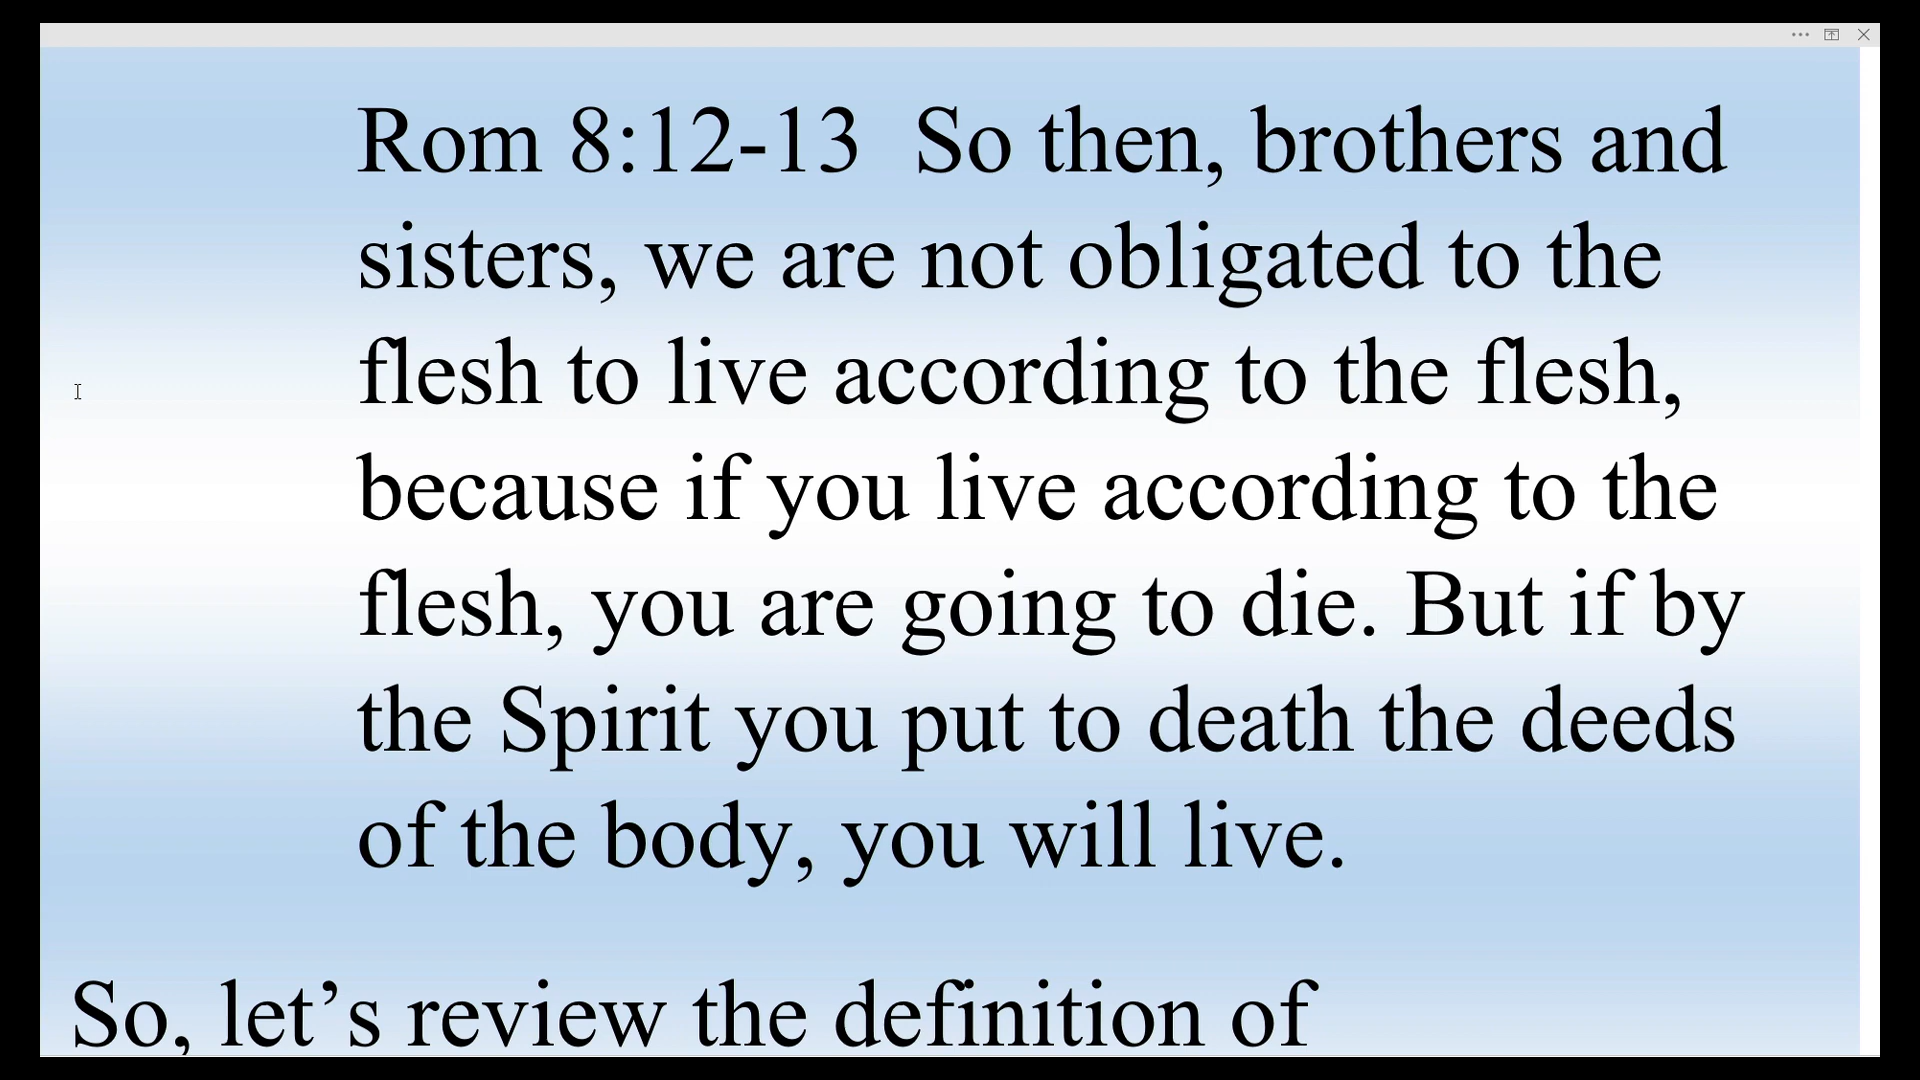 Rom 8:12-13  So then, brothers and
sisters, we are not obligated to the
flesh to live according to the flesh,
because if you live according to the
flesh, you are going to die. But if by
the Spirit you put to death the deeds
of the body, you will live.
So, let’s review the definition of